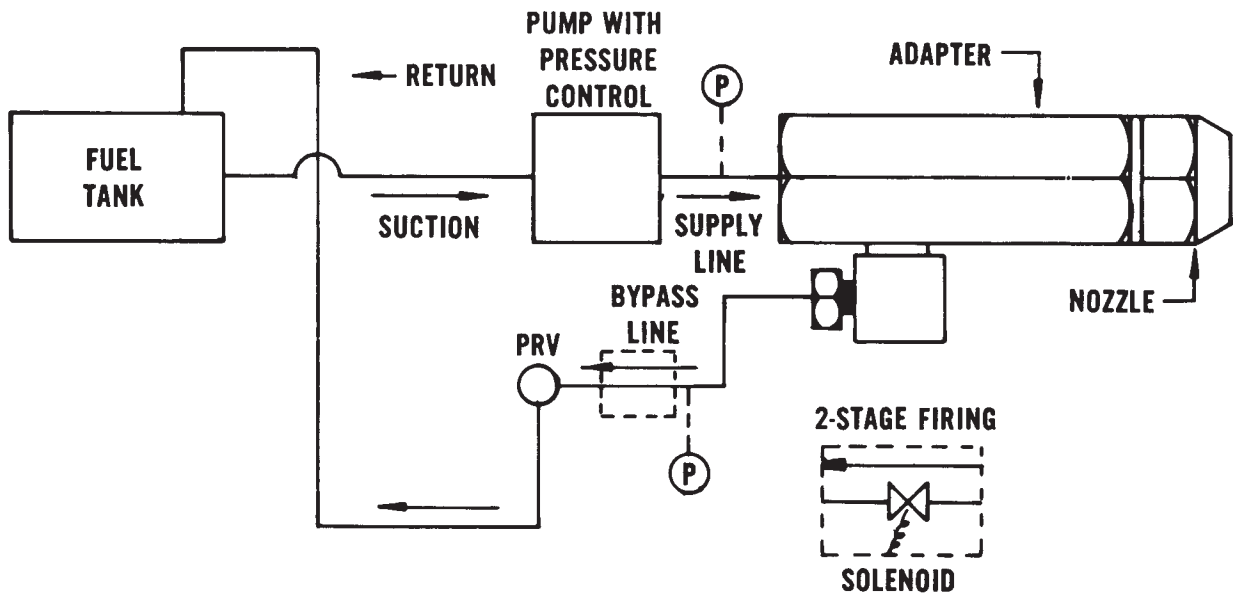 PUMP WITH
PRESSURE
CONTROL
RETURN
P
ADAPTER
FUEL
TANK
SUCTION
SUPPLY
LINE
NOZZLE
BYPASS
LINE
PRV
P
2-STAGE FIRING
SOLENOID